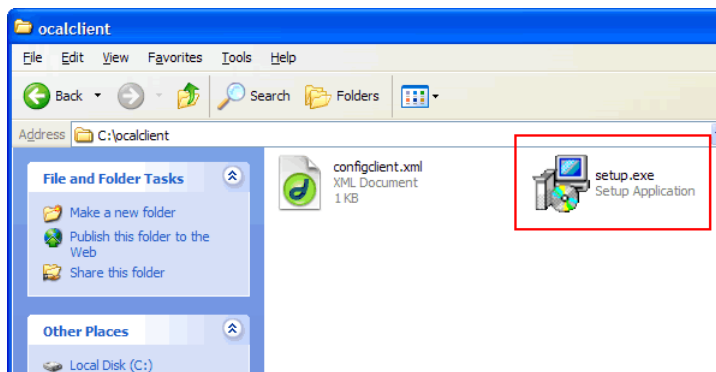 ocalclient
File Edit View Favorites Tools Help
Back Search Folders
Address C:\ocalclient
File and Folder Tasks
Make a new folder
Publish this folder to the
Web
Share this folder
Other Places
Local Disk (C:)
configclient.xml
XML Document
1 KB
setup.exe
Setup Application